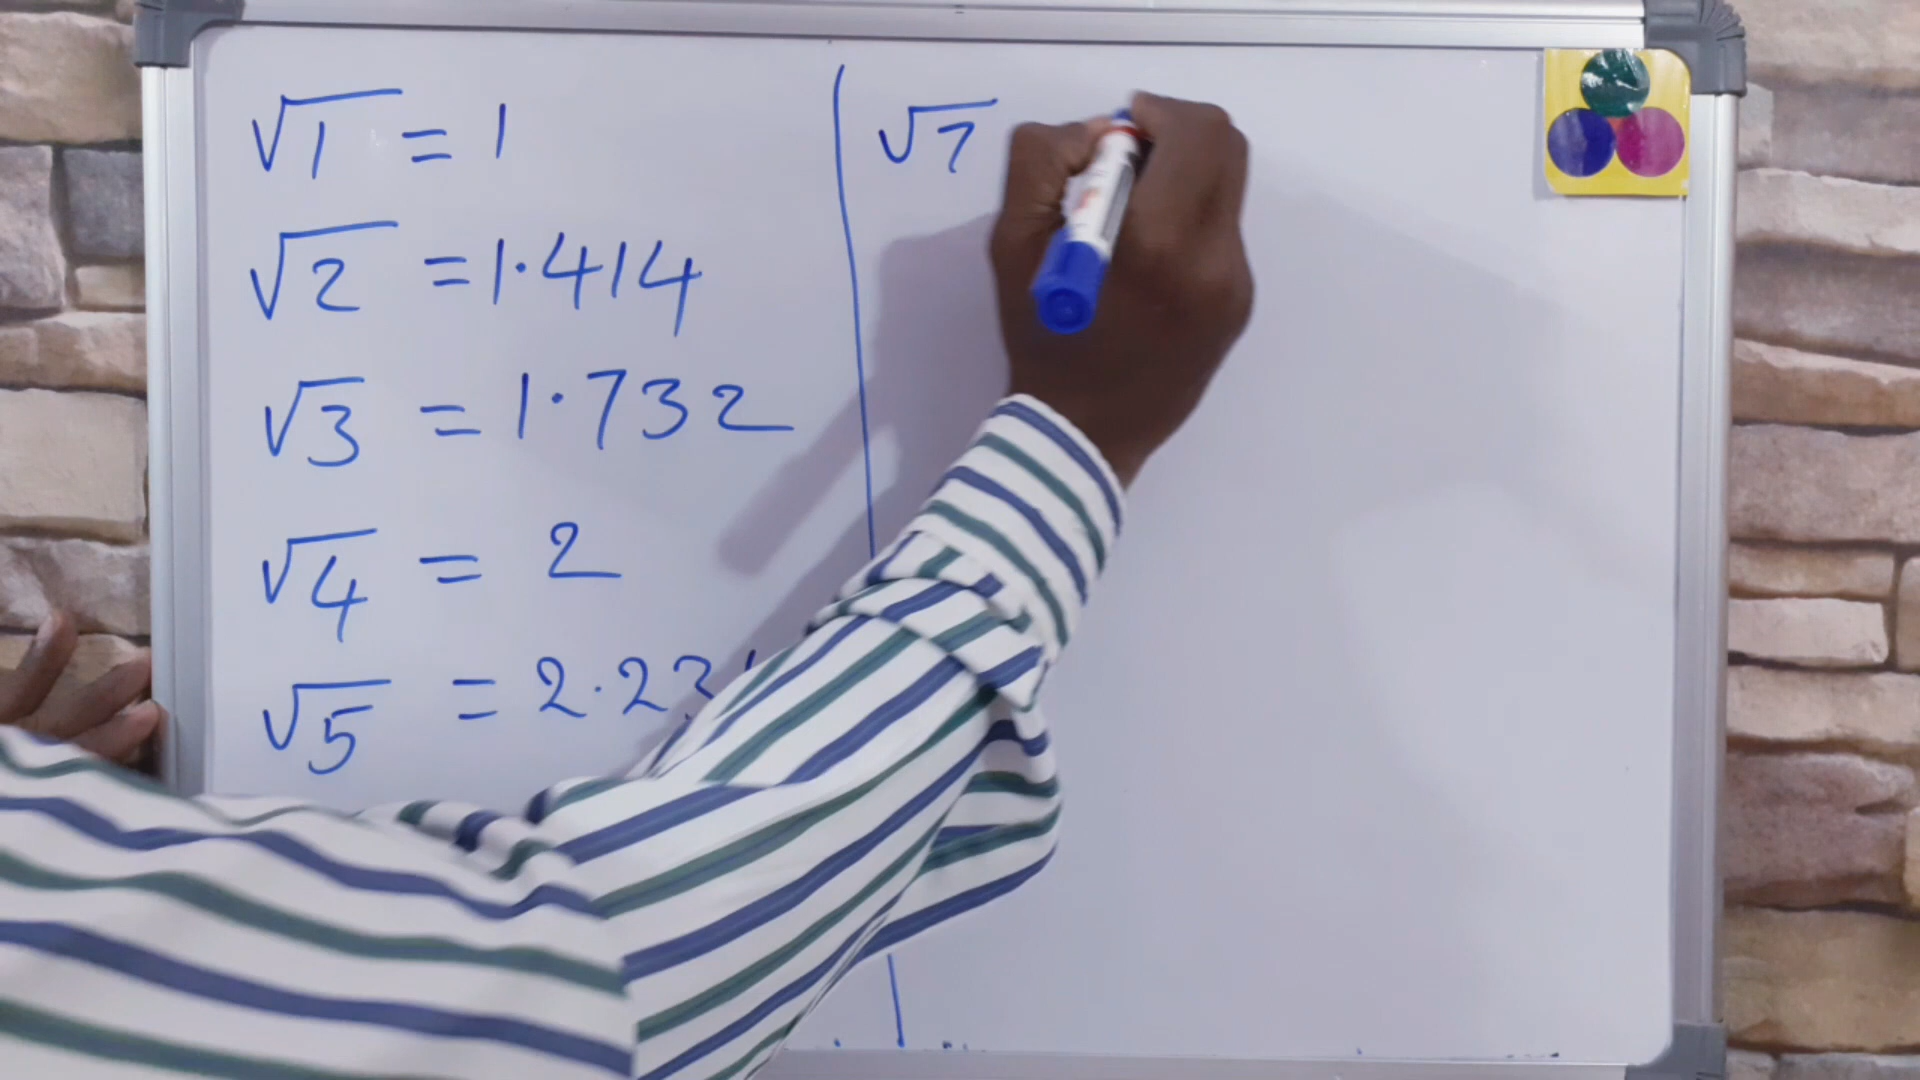 √1 = 1
√2 = 1.414
√3 = 1.732
√4 = 2
√5 = 2.23
√7